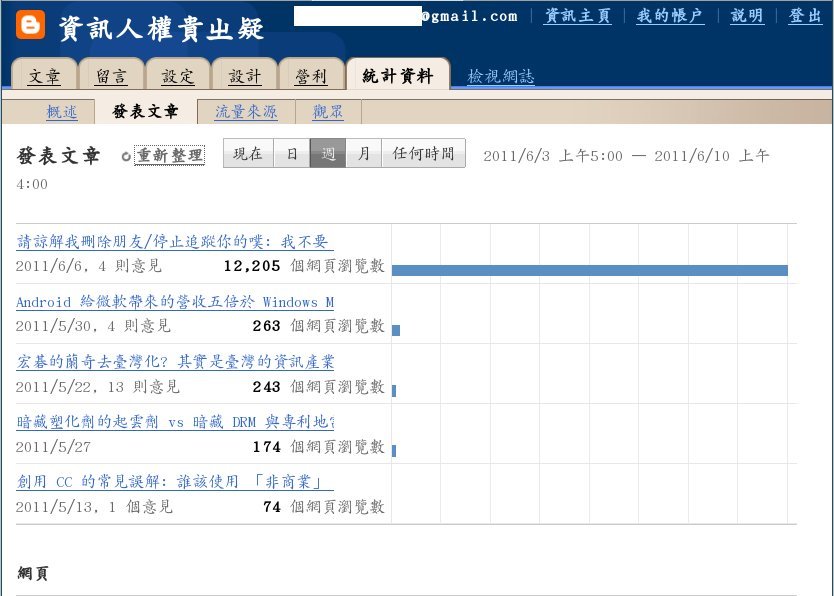 資訊人權貴出疑
@gmail.com | 資訊主頁 | 我的帳戶 | 說明 | 登出
文章 留言 設定 設計 營利 統計資料 檢視網誌
概述 發表文章 流量來源 觀眾
發表文章 重新整理 現在 日 週 月 任何時間 2011/6/3 上午5:00 — 2011/6/10 上午
4:00
請諒解我刪除朋友/停止追蹤你的噗: 我不要
2011/6/6, 4 則意見 12,205 個網頁瀏覽數
Android 給微軟帶來的營收五倍於 Windows M
2011/5/30, 4 則意見 263 個網頁瀏覽數
宏碁的蘭奇去臺灣化? 其實是臺灣的資訊產業
2011/5/22, 13 則意見 243 個網頁瀏覽數
暗藏塑化劑的起雲劑 vs 暗藏 DRM 與專利地
2011/5/27 174 個網頁瀏覽數
創用 CC 的常見誤解: 誰該使用 「非商業」
2011/5/13, 1 個意見 74 個網頁瀏覽數
網頁